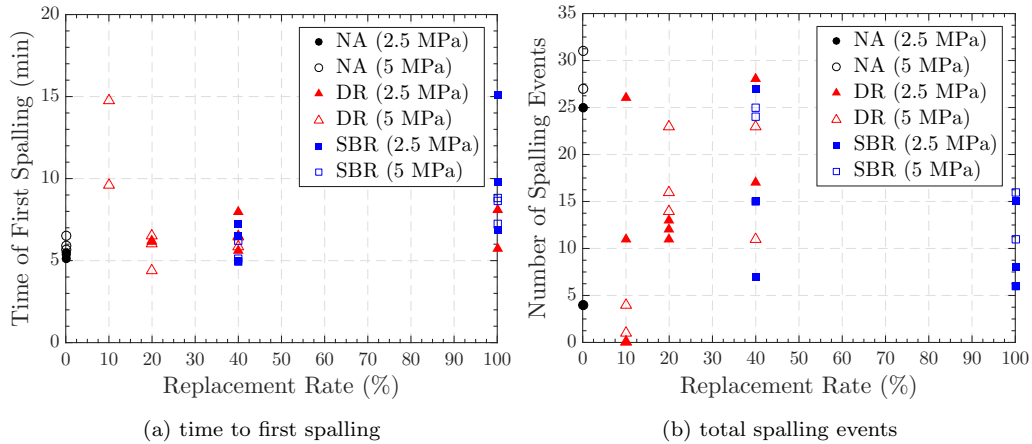 15
10
5
0
Time of First Spalling (min)
0 10 20 30 40 50 60 70 80 90 100
Replacement Rate (%)
NA (2.5 MPa)
NA (5 MPa)
DR (2.5 MPa)
DR (5 MPa)
SBR (2.5 MPa)
SBR (5 MPa)
(a) time to first spalling
20
35
30
25
20
15
10
5
0
Number of Spalling Events
0 10 20 30 40 50 60 70 80 90 100
Replacement Rate (%)
NA (2.5 MPa)
NA (5 MPa)
DR (2.5 MPa)
DR (5 MPa)
SBR (2.5 MPa)
SBR (5 MPa)
(b) total spalling events